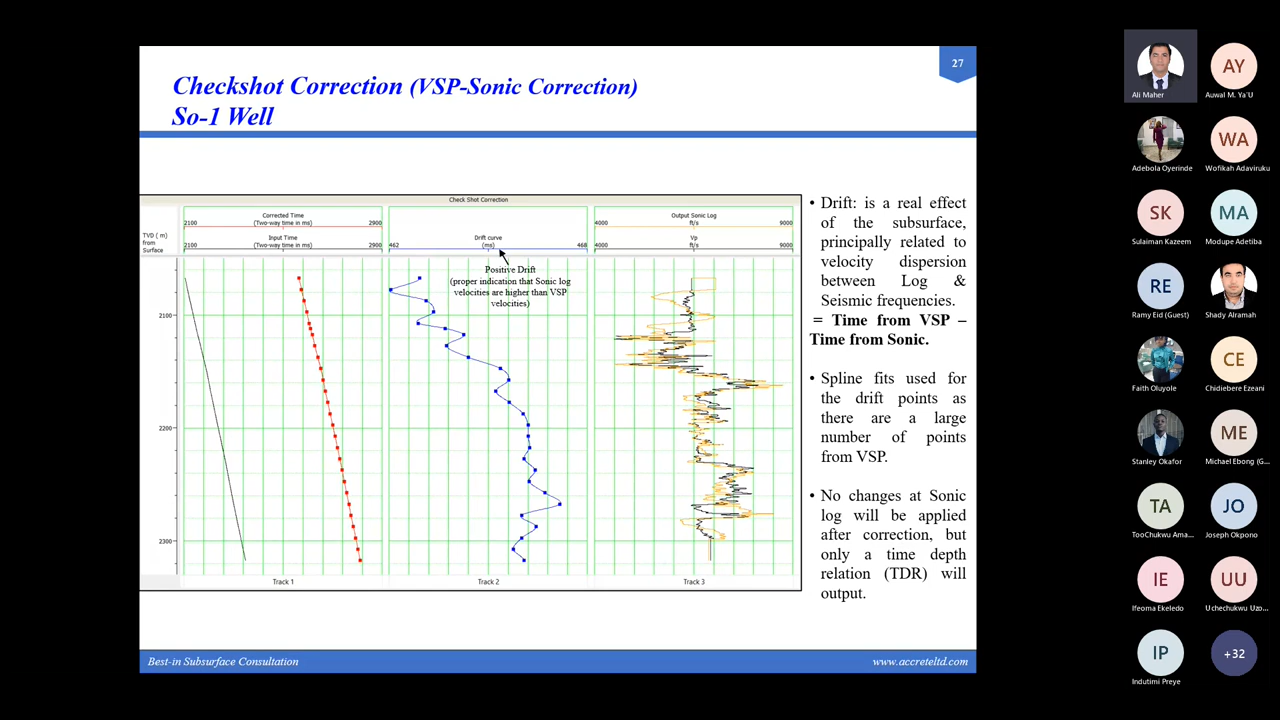 27
Checkshot Correction (VSP-Sonic Correction)
So-1 Well
Check Shot Correction
TVD (m)
from
Surface
Corrected Time
2100 (Two-way time in ms) 2900
Input Time
2100 (Two-way time in ms) 2900
Drift curve
462 (ms) 468
Output Sonic Log
4000 ft/s 9000
Vp
4000 ft/s 9000
Positive Drift
(proper indication that Sonic log
velocities are higher than VSP
velocities)
2100
2200
2300
Track 1
Track 2
Track 3
• Drift: is a real effect
of the subsurface,
principally related to
velocity dispersion
between Log &
Seismic frequencies.
= Time from VSP –
Time from Sonic.
• Spline fits used for
the drift points as
there are a large
number of points
from VSP.
• No changes at Sonic
log will be applied
after correction, but
only a time depth
relation (TDR) will
output.
Best-in Subsurface Consultation
www.accreteltd.com
Ali Maher
AY
Auwal M. Ya'U
Adebola Oyerinde
WA
Wofikah Adaviruku
SK
Sulaiman Kazeem
MA
Modupe Adetiba
RE
Ramy Eid (Guest)
Shady Alramah
Faith Oluyole
CE
Chidiebere Ezeani
Stanley Okafor
ME
Michael Ebong (G...
TA
TooChukwu Ama...
JO
Joseph Okpono
IE
Ifeoma Ekeledo
UU
Uchechukwu Uzo...
IP
Indutimi Preye
+32